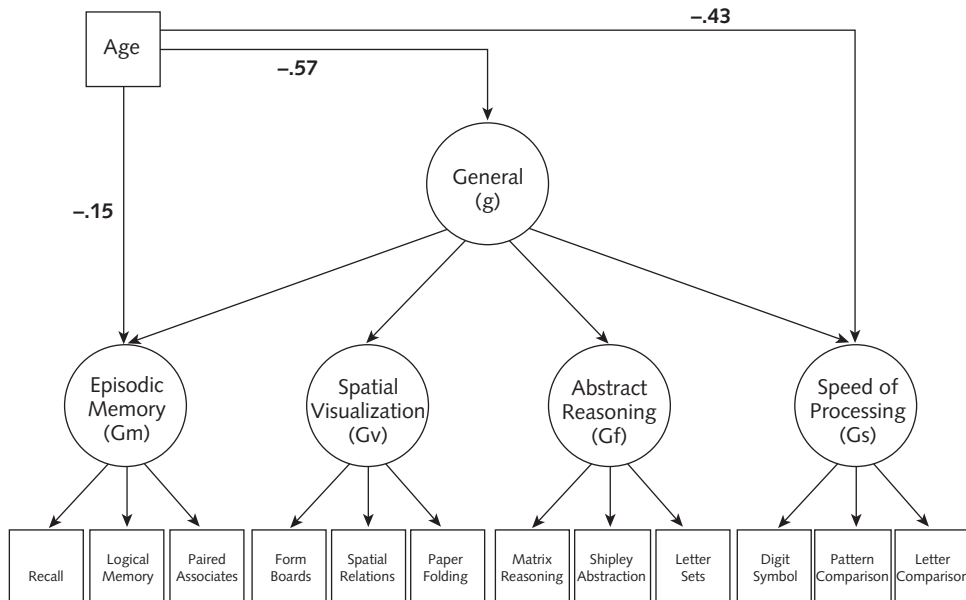 –.43
Age
–.57
General
(g)
–.15
Episodic
Memory
(Gm)
Spatial
Visualization
(Gv)
Abstract
Reasoning
(Gf)
Speed of
Processing
(Gs)
Recall
Logical
Memory
Paired
Associates
Form
Boards
Spatial
Relations
Paper
Folding
Matrix
Reasoning
Shipley
Abstraction
Letter
Sets
Digit
Symbol
Pattern
Comparison
Letter
Comparison